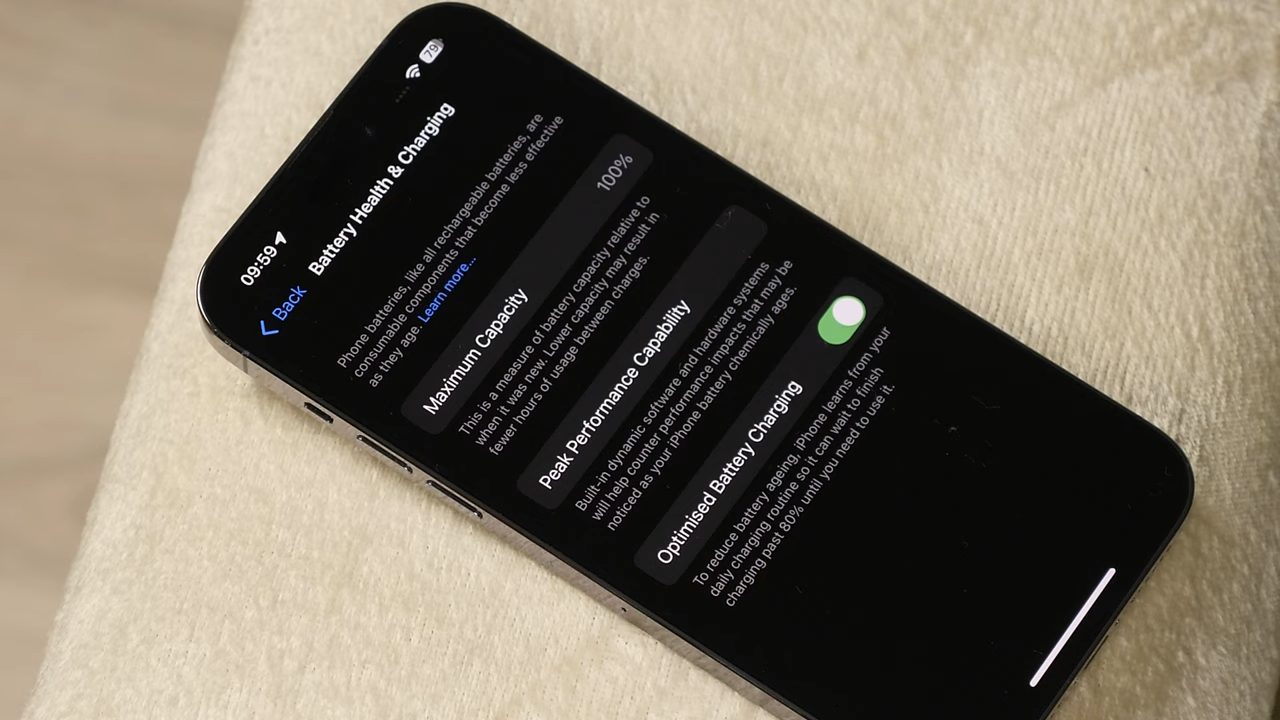 09:59
79
Back
Battery Health & Charging
Phone batteries, like all rechargeable batteries, are
consumable components that become less effective
as they age. Learn more...
Maximum Capacity 100%
This is a measure of battery capacity relative to
when it was new. Lower capacity may result in
fewer hours of usage between charges.
Peak Performance Capability
Built-in dynamic software and hardware systems
will help counter performance impacts that may be
noticed as your iPhone battery chemically ages.
Optimised Battery Charging
To reduce battery ageing, iPhone learns from your
daily charging routine so it can wait to finish
charging past 80% until you need to use it.